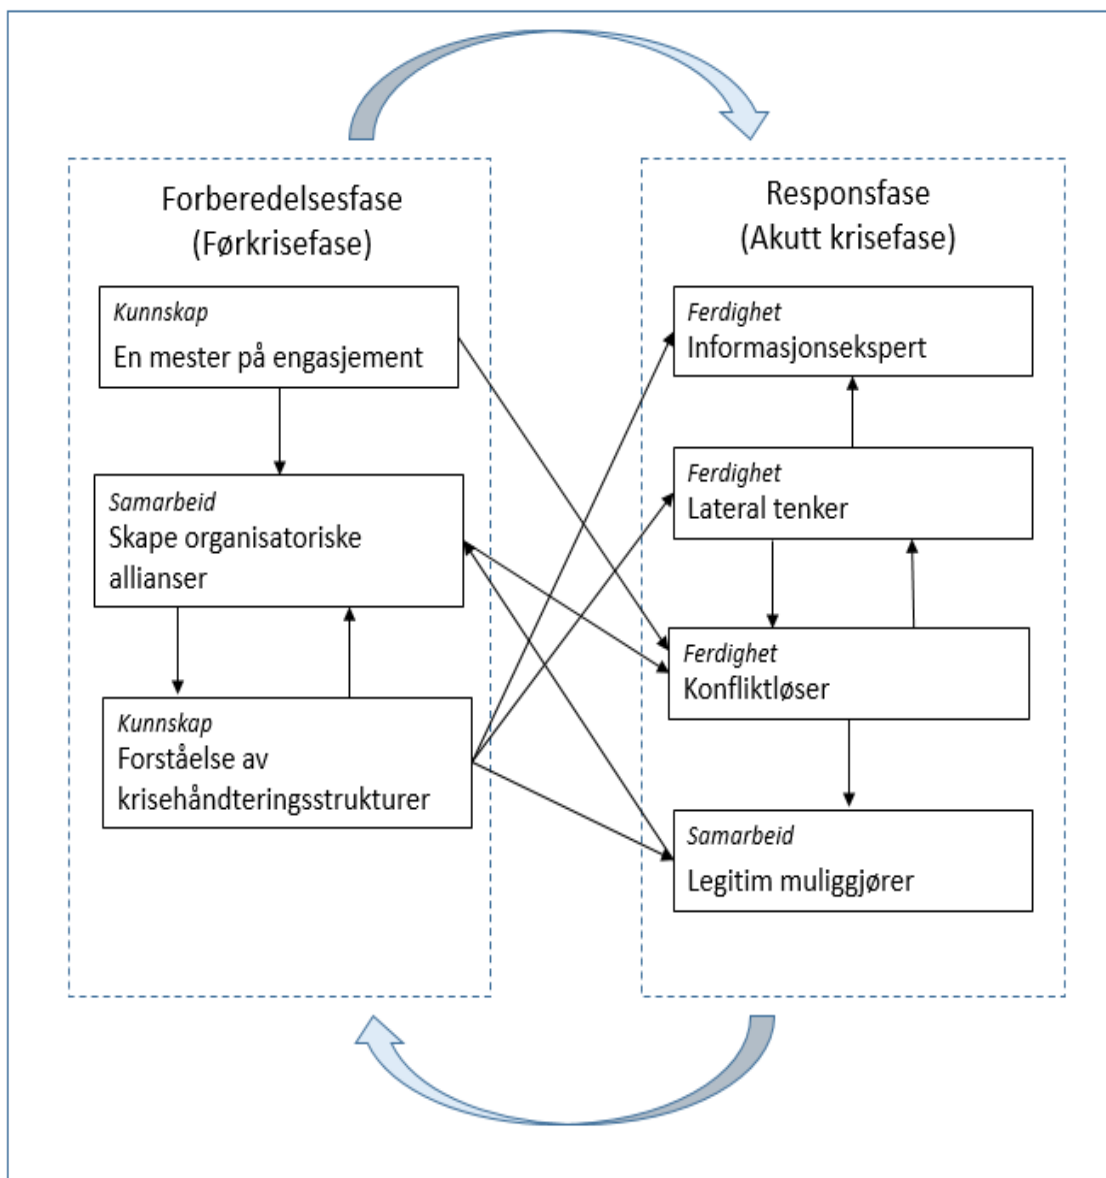 Forberedelsesfase
(Førkrisefase)
Kunnskap
En mester på engasjement
Samarbeid
Skape organisatoriske
allianser
Kunnskap
Forståelse av
krisehåndteringsstrukturer
Responsfase
(Akutt krisefase)
Ferdighet
Informasjonsekspert
Ferdighet
Lateral tenker
Ferdighet
Konfliktløser
Samarbeid
Legitim muliggjører